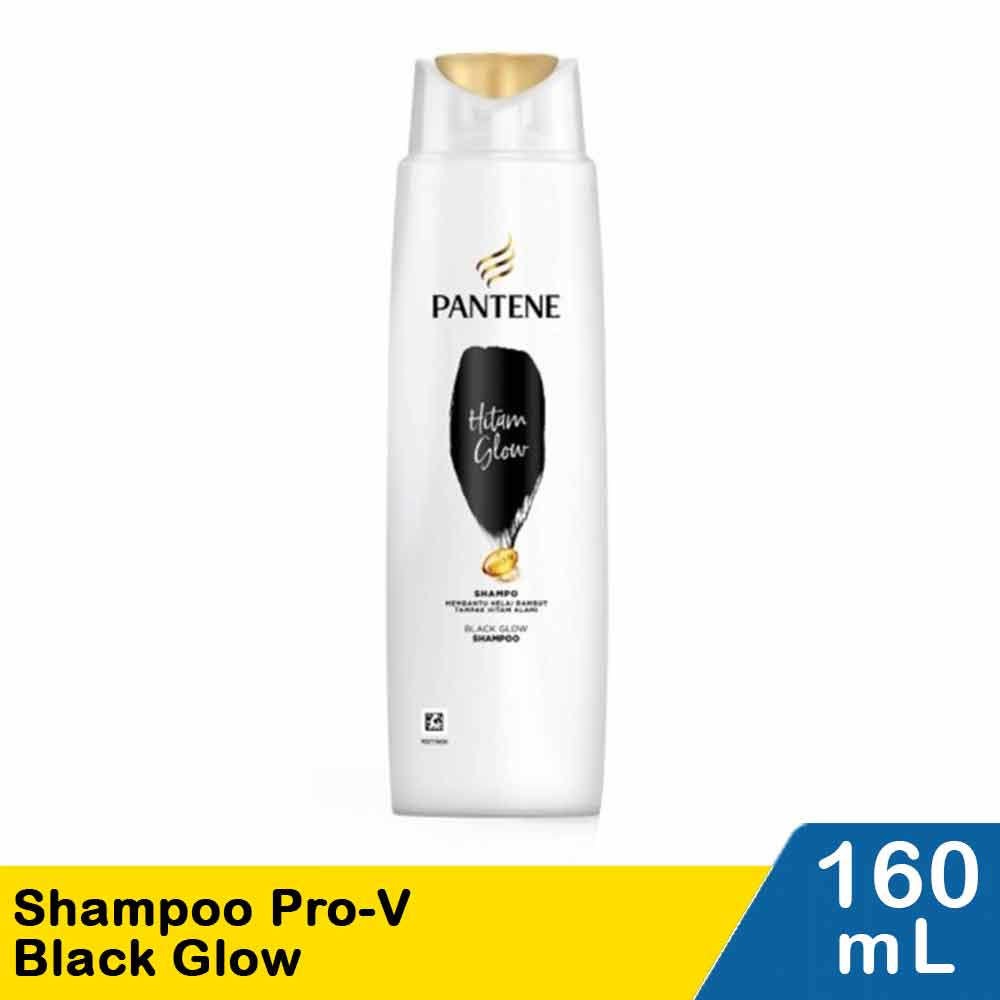 PANTENE
Hitam
Glow
SHAMPO
MEMBANTU HELAI RAMBUT
TAMPAK HITAM ALAMI
BLACK GLOW
SHAMPOO
Shampoo Pro-V
Black Glow
160
mL